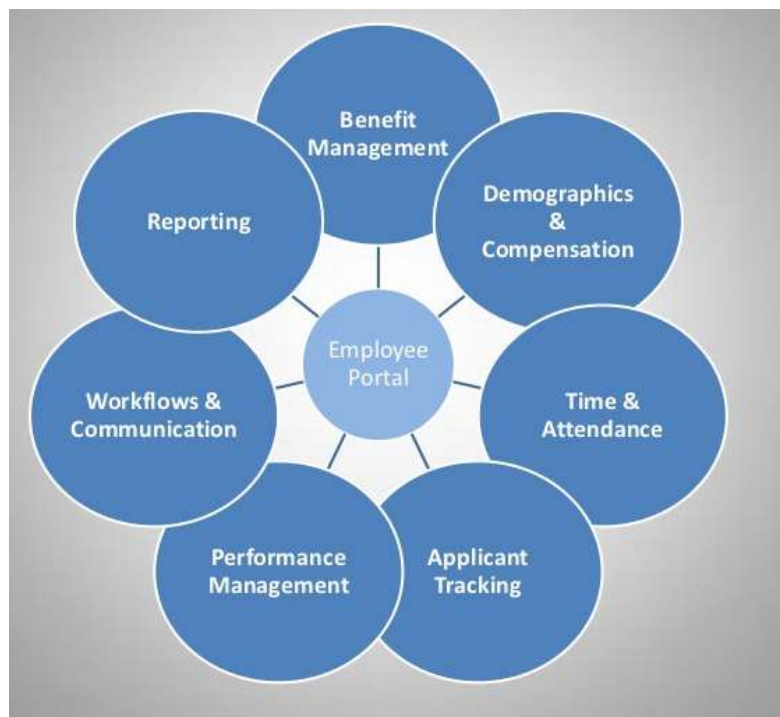 Benefit
Management
Demographics
&
Compensation
Time &
Attendance
Applicant
Tracking
Performance
Management
Workflows &
Communication
Reporting
Employee
Portal